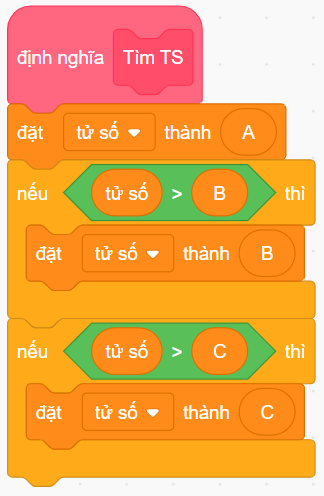 định nghĩa Tìm TS
đặt tử số thành A
nếu tử số > B thì
đặt tử số thành B
nếu tử số > C thì
đặt tử số thành C